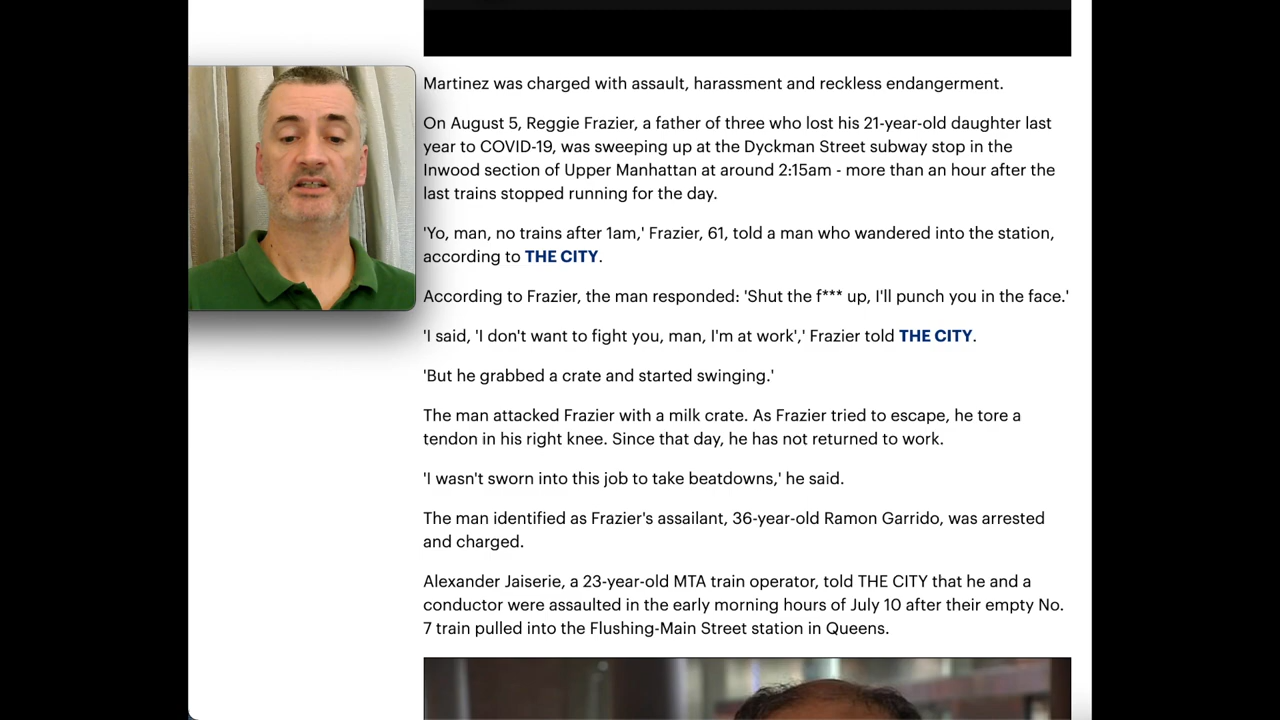 Martinez was charged with assault, harassment and reckless endangerment.
On August 5, Reggie Frazier, a father of three who lost his 21-year-old daughter last
year to COVID-19, was sweeping up at the Dyckman Street subway stop in the
Inwood section of Upper Manhattan at around 2:15am - more than an hour after the
last trains stopped running for the day.
'Yo, man, no trains after 1am,' Frazier, 61, told a man who wandered into the station,
according to THE CITY.
According to Frazier, the man responded: 'Shut the f*** up, I'll punch you in the face.'
'I said, 'I don't want to fight you, man, I'm at work',' Frazier told THE CITY.
'But he grabbed a crate and started swinging.'
The man attacked Frazier with a milk crate. As Frazier tried to escape, he tore a
tendon in his right knee. Since that day, he has not returned to work.
'I wasn't sworn into this job to take beatdowns,' he said.
The man identified as Frazier's assailant, 36-year-old Ramon Garrido, was arrested
and charged.
Alexander Jaiserie, a 23-year-old MTA train operator, told THE CITY that he and a
conductor were assaulted in the early morning hours of July 10 after their empty No.
7 train pulled into the Flushing-Main Street station in Queens.